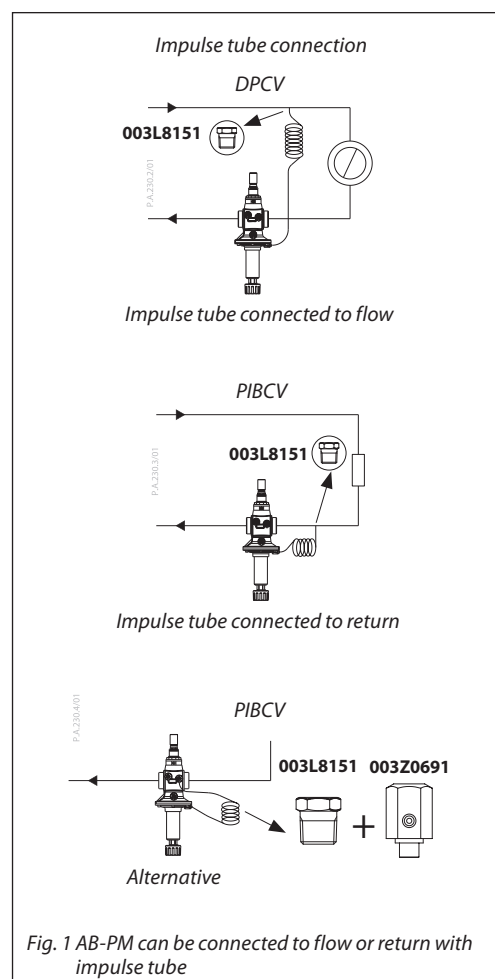 Impulse tube connection
DPCV
003L8151
P.A.230.2/01
Impulse tube connected to flow
PIBCV
003L8151
P.A.230.3/01
Impulse tube connected to return
P.A.230.4/01
PIBCV
003L8151 003Z0691
+
Alternative
Fig. 1 AB-PM can be connected to flow or return with
impulse tube